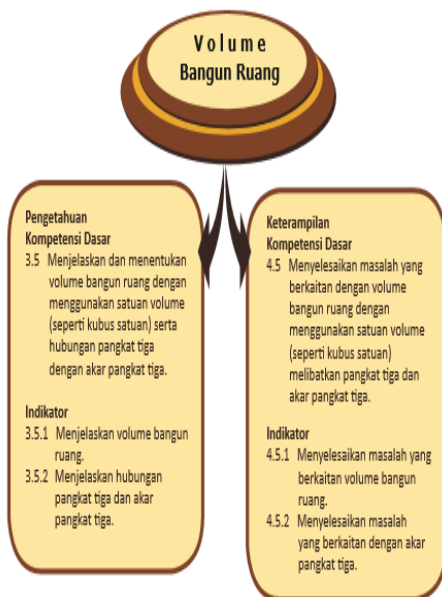 Volume
Bangun Ruang
Pengetahuan
Kompetensi Dasar
3.5 Menjelaskan dan menentukan
volume bangun ruang dengan
menggunakan satuan volume
(seperti kubus satuan) serta
hubungan pangkat tiga
dengan akar pangkat tiga.
Indikator
3.5.1 Menjelaskan volume bangun
ruang.
3.5.2 Menjelaskan hubungan
pangkat tiga dan akar
pangkat tiga.
Keterampilan
Kompetensi Dasar
4.5 Menyelesaikan masalah yang
berkaitan dengan volume
bangun ruang dengan
menggunakan satuan volume
(seperti kubus satuan)
melibatkan pangkat tiga dan
akar pangkat tiga.
Indikator
4.5.1 Menyelesaikan masalah yang
berkaitan volume bangun
ruang.
4.5.2 Menyelesaikan masalah
yang berkaitan dengan akar
pangkat tiga.